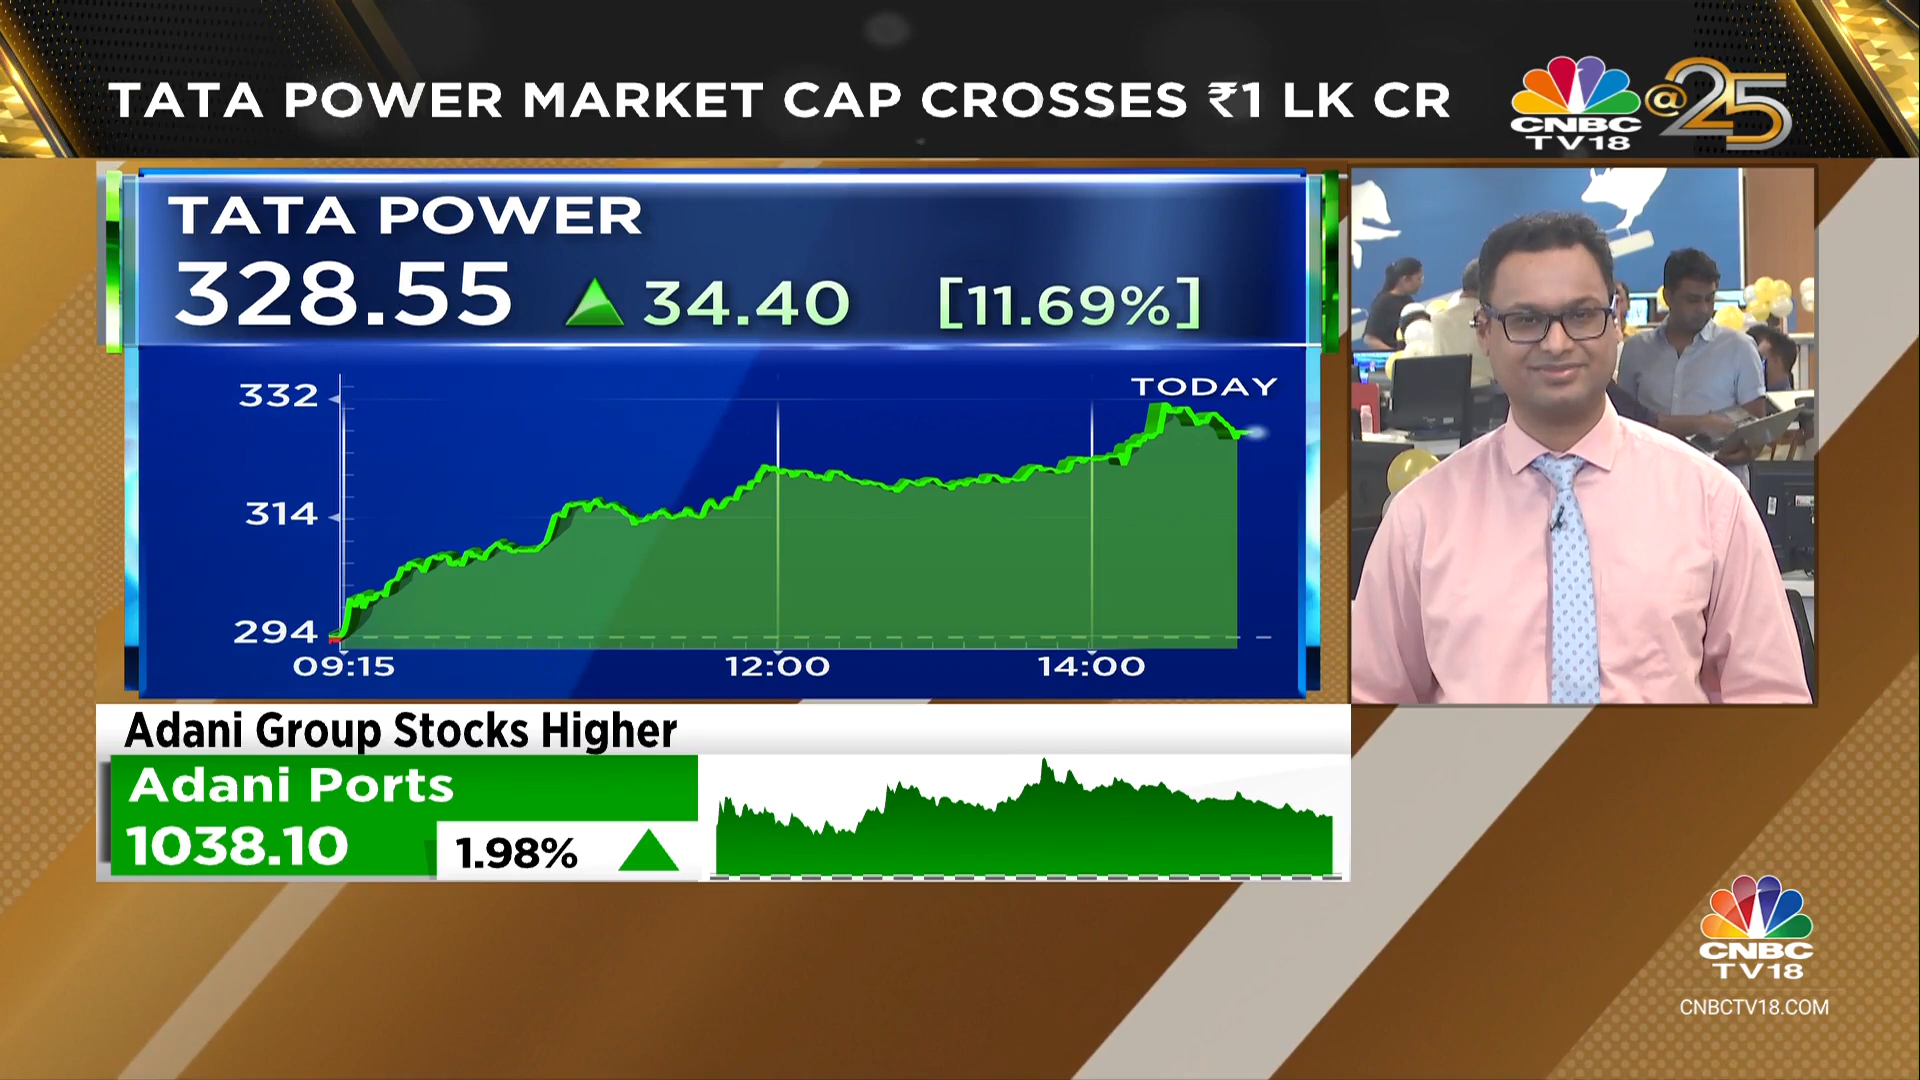 TATA POWER MARKET CAP CROSSES ₹1 LK CR
CNBC
TV18
@25
TATA POWER
328.55 ▲ 34.40 [11.69%]
TODAY
332
314
294
09:15 12:00 14:00
Adani Group Stocks Higher
Adani Ports
1038.10
1.98% ▲
CNBC
TV18
CNBCTV18.COM